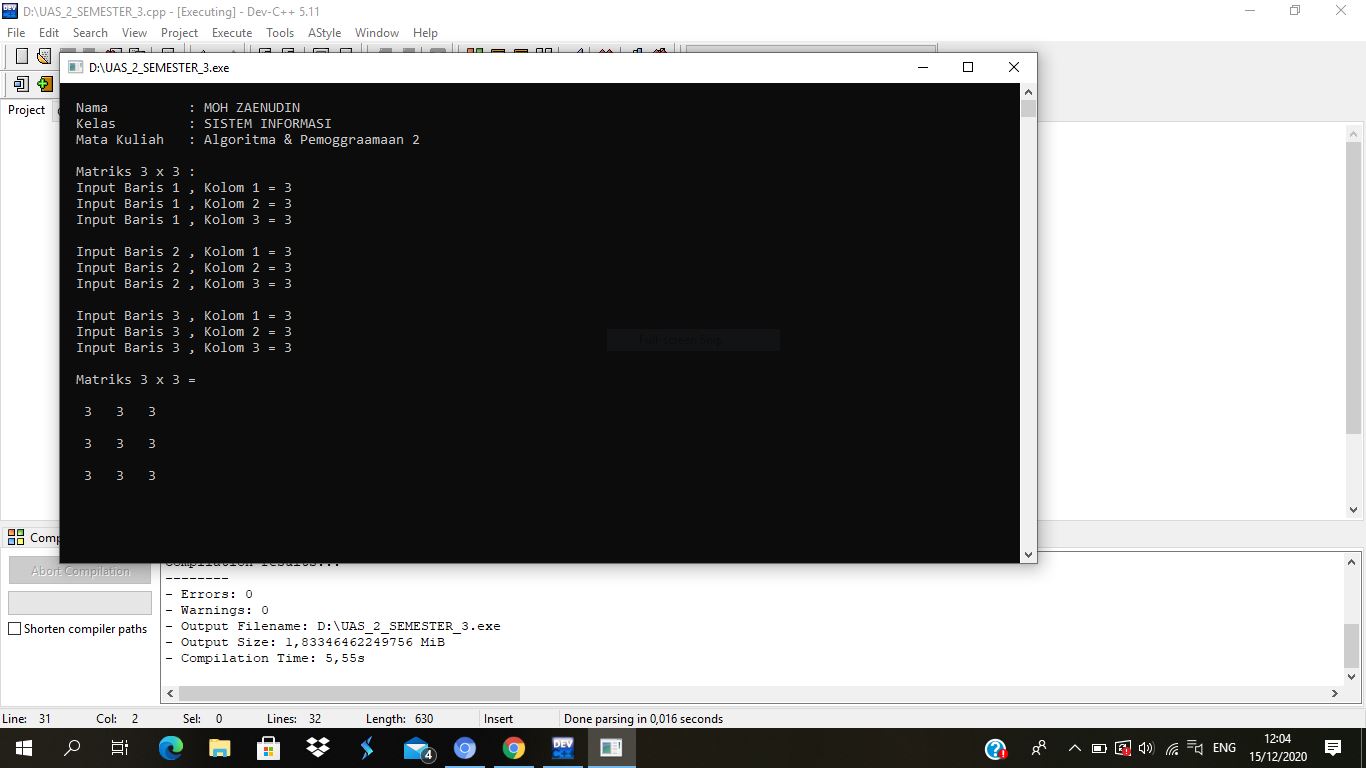 D:\UAS_2_SEMESTER_3.cpp - [Executing] - Dev-C++ 5.11
File Edit Search View Project Execute Tools AStyle Window Help
D:\UAS_2_SEMESTER_3.exe
Project
Nama : MOH ZAENUDIN
Kelas : SISTEM INFORMASI
Mata Kuliah : Algoritma & Pemoggraamaan 2
Matriks 3 x 3 :
Input Baris 1 , Kolom 1 = 3
Input Baris 1 , Kolom 2 = 3
Input Baris 1 , Kolom 3 = 3
Input Baris 2 , Kolom 1 = 3
Input Baris 2 , Kolom 2 = 3
Input Baris 2 , Kolom 3 = 3
Input Baris 3 , Kolom 1 = 3
Input Baris 3 , Kolom 2 = 3
Input Baris 3 , Kolom 3 = 3
Full-screen Snip
Matriks 3 x 3 =
3 3 3
3 3 3
3 3 3
Comp
Abort Compilation
Shorten compiler paths
Compilation results...
--------
- Errors: 0
- Warnings: 0
- Output Filename: D:\UAS_2_SEMESTER_3.exe
- Output Size: 1,83346462249756 MiB
- Compilation Time: 5,55s
Line: 31 Col: 2 Sel: 0 Lines: 32 Length: 630 Insert Done parsing in 0,016 seconds
DEV
4
ENG
12:04
15/12/2020